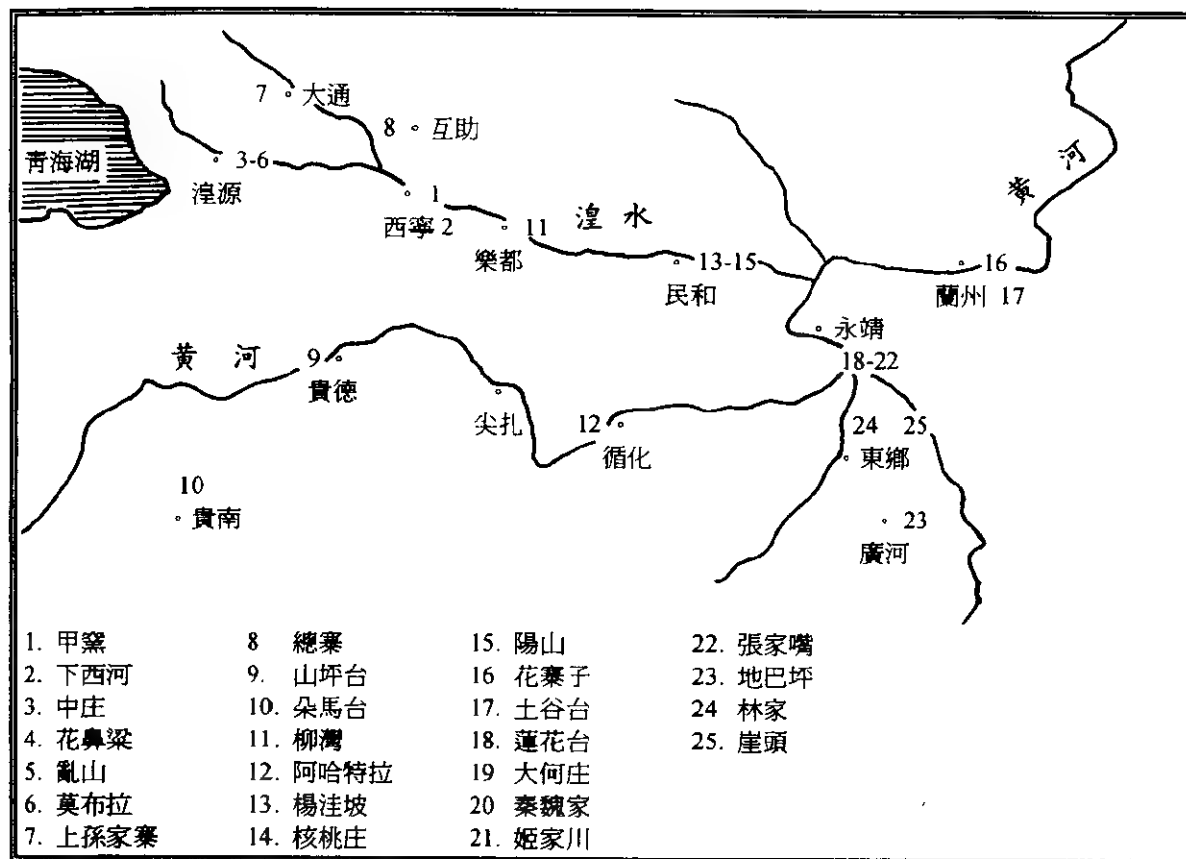 7 大通
8 互助
青海湖
3-6
湟源
1
西寧 2
11
樂都
湟水
13-15
民和
黃河
16
蘭州 17
永靖
18-22
黃河
9
貴德
尖扎
12
循化
24 25
東鄉
10
貴南
23
廣河
1. 甲窯
2. 下西河
3. 中庄
4. 花鼻梁
5. 亂山
6. 莫布拉
7. 上孫家寨
8 總寨
9. 山坪台
10. 朵馬台
11. 柳灣
12. 阿哈特拉
13. 楊洼坡
14. 核桃庄
15. 陽山
16 花寨子
17. 土谷台
18. 蓮花台
19 大何庄
20 秦魏家
21. 姬家川
22. 張家嘴
23. 地巴坪
24 林家
25. 崖頭